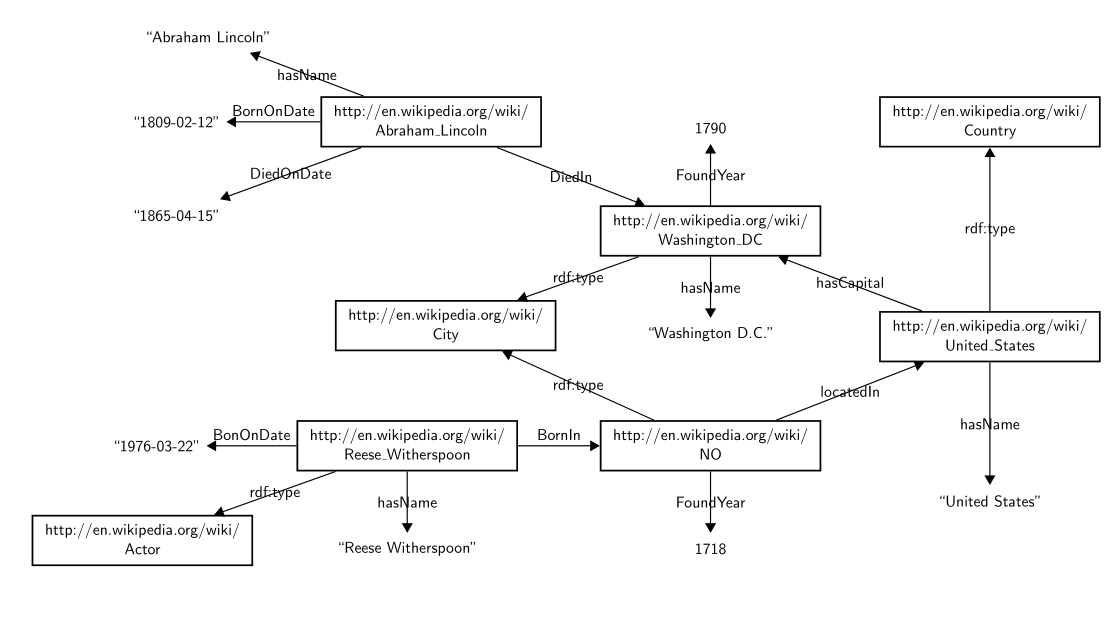 “Abraham Lincoln”
hasName
http://en.wikipedia.org/wiki/
Abraham_Lincoln
BornOnDate
“1809-02-12”
DiedOnDate
“1865-04-15”
DiedIn
1790
FoundYear
http://en.wikipedia.org/wiki/
Country
rdf:type
http://en.wikipedia.org/wiki/
Washington_DC
rdf:type
hasName
hasCapital
“Washington D.C.”
http://en.wikipedia.org/wiki/
City
http://en.wikipedia.org/wiki/
United_States
rdf:type
locatedIn
hasName
“United States”
“1976-03-22”
BonOnDate
http://en.wikipedia.org/wiki/
Reese_Witherspoon
BornIn
http://en.wikipedia.org/wiki/
NO
rdf:type
hasName
FoundYear
http://en.wikipedia.org/wiki/
Actor
“Reese Witherspoon”
1718